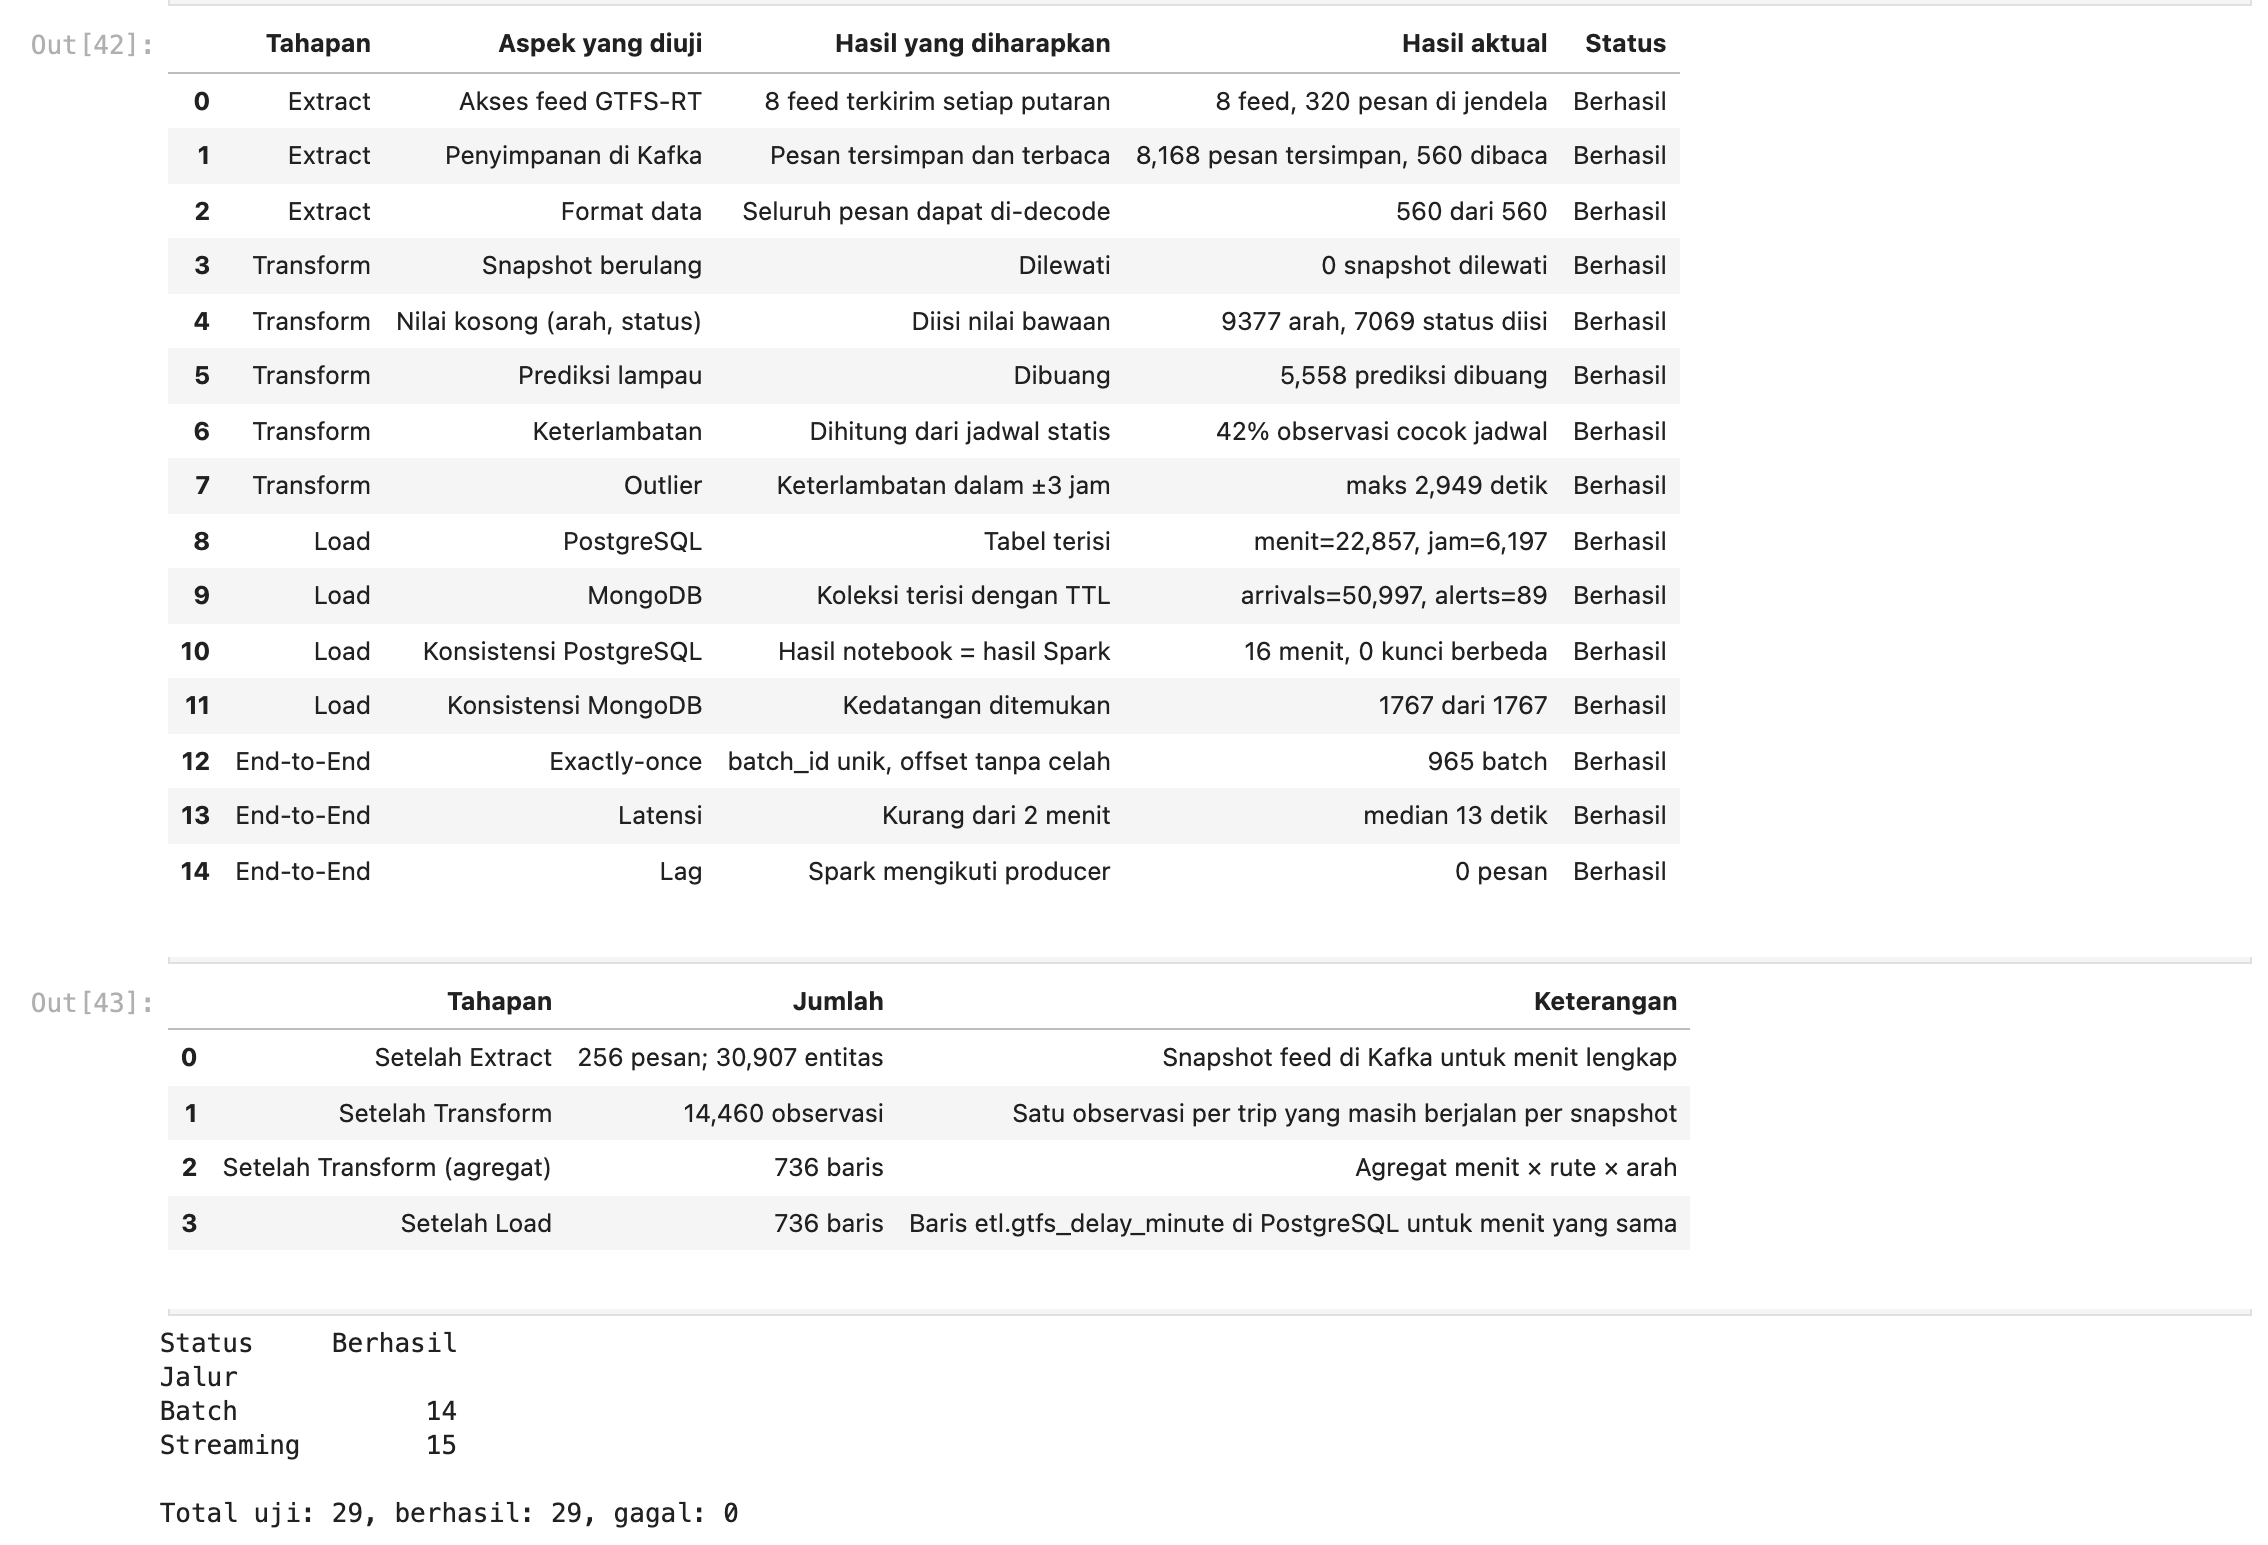 Out[42]:
Tahapan Aspek yang diuji Hasil yang diharapkan Hasil aktual Status
0 Extract Akses feed GTFS-RT 8 feed terkirim setiap putaran 8 feed, 320 pesan di jendela Berhasil
1 Extract Penyimpanan di Kafka Pesan tersimpan dan terbaca 8,168 pesan tersimpan, 560 dibaca Berhasil
2 Extract Format data Seluruh pesan dapat di-decode 560 dari 560 Berhasil
3 Transform Snapshot berulang Dilewati 0 snapshot dilewati Berhasil
4 Transform Nilai kosong (arah, status) Diisi nilai bawaan 9377 arah, 7069 status diisi Berhasil
5 Transform Prediksi lampau Dibuang 5,558 prediksi dibuang Berhasil
6 Transform Keterlambatan Dihitung dari jadwal statis 42% observasi cocok jadwal Berhasil
7 Transform Outlier Keterlambatan dalam ±3 jam maks 2,949 detik Berhasil
8 Load PostgreSQL Tabel terisi menit=22,857, jam=6,197 Berhasil
9 Load MongoDB Koleksi terisi dengan TTL arrivals=50,997, alerts=89 Berhasil
10 Load Konsistensi PostgreSQL Hasil notebook = hasil Spark 16 menit, 0 kunci berbeda Berhasil
11 Load Konsistensi MongoDB Kedatangan ditemukan 1767 dari 1767 Berhasil
12 End-to-End Exactly-once batch_id unik, offset tanpa celah 965 batch Berhasil
13 End-to-End Latensi Kurang dari 2 menit median 13 detik Berhasil
14 End-to-End Lag Spark mengikuti producer 0 pesan Berhasil
Out[43]:
Tahapan Jumlah Keterangan
0 Setelah Extract 256 pesan; 30,907 entitas Snapshot feed di Kafka untuk menit lengkap
1 Setelah Transform 14,460 observasi Satu observasi per trip yang masih berjalan per snapshot
2 Setelah Transform (agregat) 736 baris Agregat menit × rute × arah
3 Setelah Load 736 baris Baris etl.gtfs_delay_minute di PostgreSQL untuk menit yang sama
Status Berhasil
Jalur
Batch 14
Streaming 15
Total uji: 29, berhasil: 29, gagal: 0